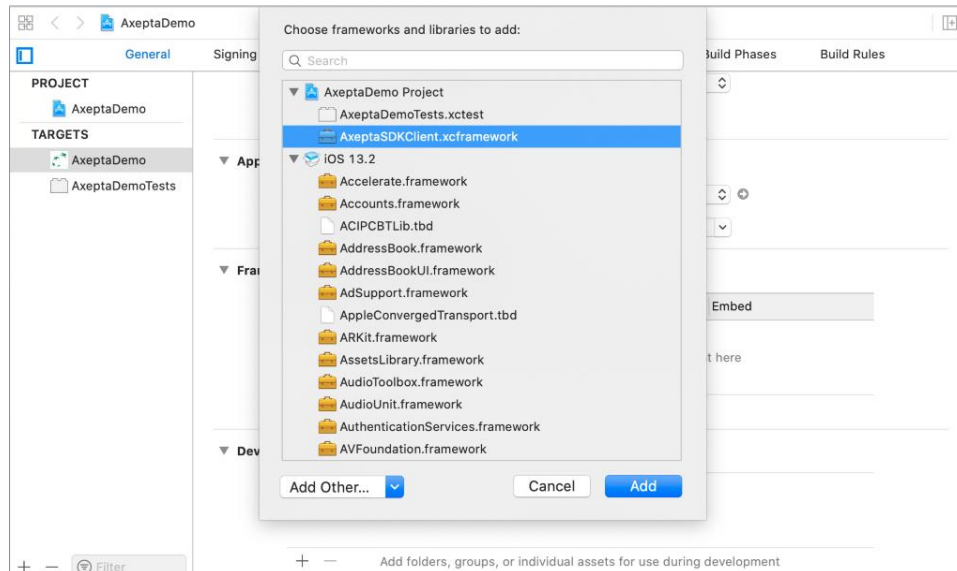 AxeptaDemo
General
Signing
Build Phases
Build Rules
PROJECT
AxeptaDemo
TARGETS
AxeptaDemo
AxeptaDemoTests
Choose frameworks and libraries to add:
Search
AxeptaDemo Project
AxeptaDemoTests.xctest
AxeptaSDKClient.xcframework
iOS 13.2
Accelerate.framework
Accounts.framework
ACIPCBTLib.tbd
AddressBook.framework
AddressBookUI.framework
AdSupport.framework
AppleConvergedTransport.tbd
ARKit.framework
AssetsLibrary.framework
AudioToolbox.framework
AudioUnit.framework
AuthenticationServices.framework
AVFoundation.framework
Add Other...
Cancel
Add
App
Fra
Embed
t here
Dev
Add folders, groups, or individual assets for use during development
Filter